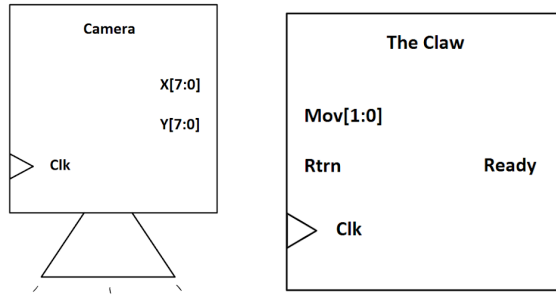 Camera
X[7:0]
Y[7:0]
Clk
The Claw
Mov[1:0]
Rtrn
Ready
Clk